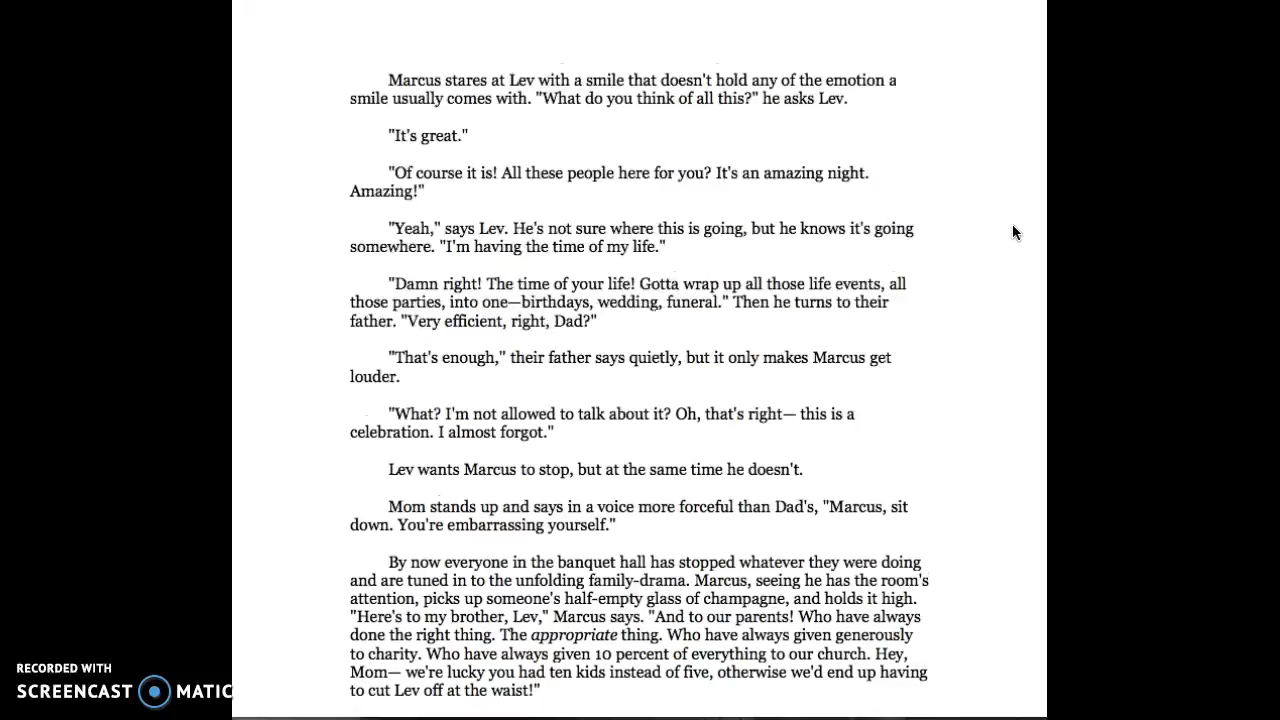 Marcus stares at Lev with a smile that doesn't hold any of the emotion a
smile usually comes with. "What do you think of all this?" he asks Lev.
"It's great."
"Of course it is! All these people here for you? It's an amazing night.
Amazing!"
"Yeah," says Lev. He's not sure where this is going, but he knows it's going
somewhere. "I'm having the time of my life."
"Damn right! The time of your life! Gotta wrap up all those life events, all
those parties, into one—birthdays, wedding, funeral." Then he turns to their
father. "Very efficient, right, Dad?"
"That's enough," their father says quietly, but it only makes Marcus get
louder.
"What? I'm not allowed to talk about it? Oh, that's right— this is a
celebration. I almost forgot."
Lev wants Marcus to stop, but at the same time he doesn't.
Mom stands up and says in a voice more forceful than Dad's, "Marcus, sit
down. You're embarrassing yourself."
By now everyone in the banquet hall has stopped whatever they were doing
and are tuned in to the unfolding family-drama. Marcus, seeing he has the room's
attention, picks up someone's half-empty glass of champagne, and holds it high.
"Here's to my brother, Lev," Marcus says. "And to our parents! Who have always
done the right thing. The appropriate thing. Who have always given generously
to charity. Who have always given 10 percent of everything to our church. Hey,
Mom— we're lucky you had ten kids instead of five, otherwise we'd end up having
to cut Lev off at the waist!"
RECORDED WITH
SCREENCAST MATIC